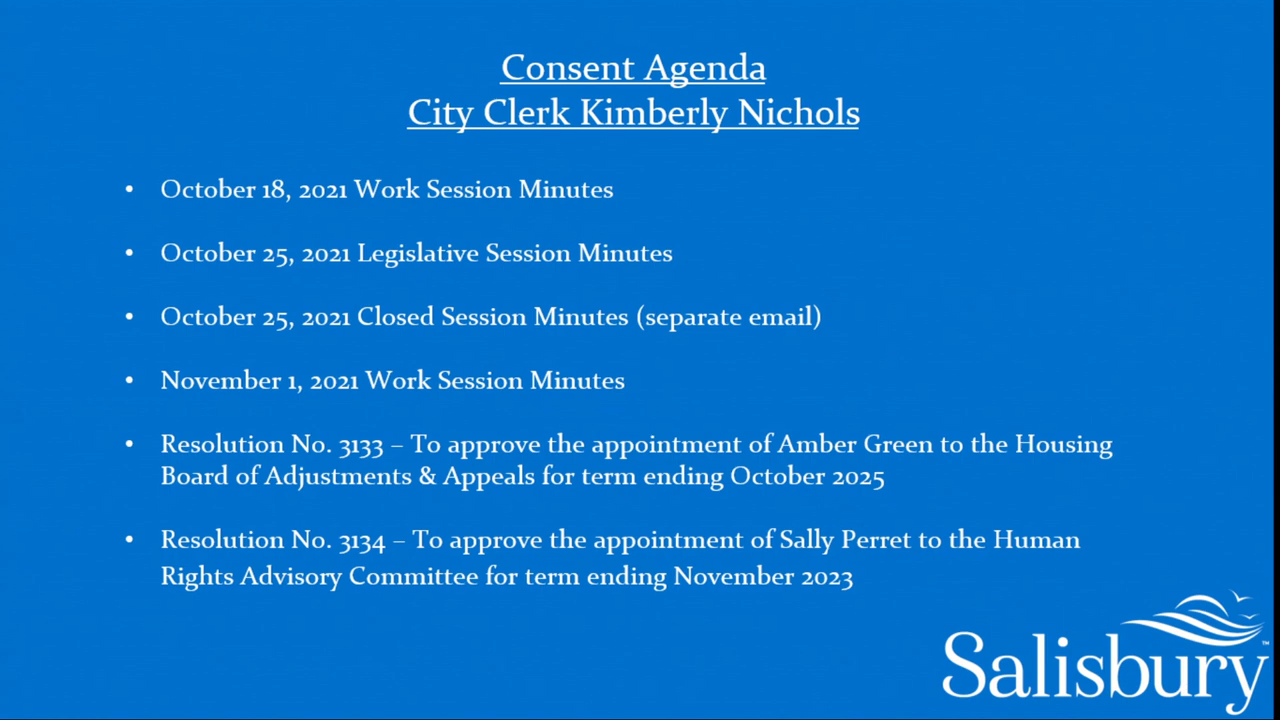 Consent Agenda
City Clerk Kimberly Nichols
• October 18, 2021 Work Session Minutes
• October 25, 2021 Legislative Session Minutes
• October 25, 2021 Closed Session Minutes (separate email)
• November 1, 2021 Work Session Minutes
• Resolution No. 3133 – To approve the appointment of Amber Green to the Housing
Board of Adjustments & Appeals for term ending October 2025
• Resolution No. 3134 – To approve the appointment of Sally Perret to the Human
Rights Advisory Committee for term ending November 2023
Salisbury™